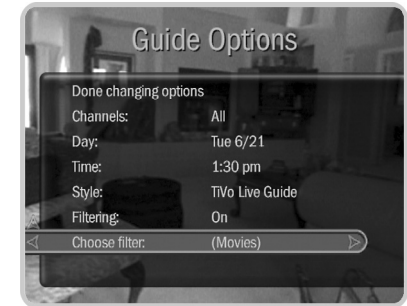 Guide Options
Done changing options
Channels: All
Day: Tue 6/21
Time: 1:30 pm
Style: TiVo Live Guide
Filtering: On
Choose filter: (Movies)